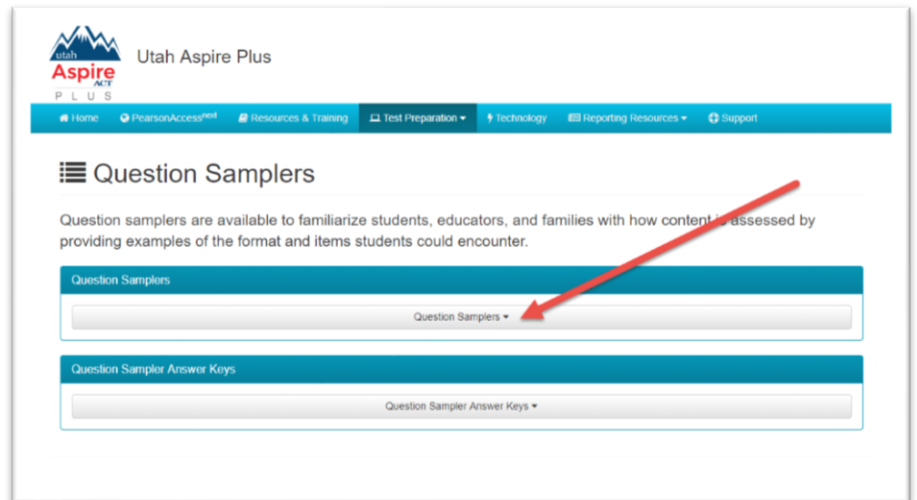 utah
Aspire
ACT
PLUS
Utah Aspire Plus
Home PearsonAccessnext Resources & Training Test Preparation Technology Reporting Resources Support
Question Samplers
Question samplers are available to familiarize students, educators, and families with how content is assessed by
providing examples of the format and items students could encounter.
Question Samplers
Question Samplers
Question Sampler Answer Keys
Question Sampler Answer Keys